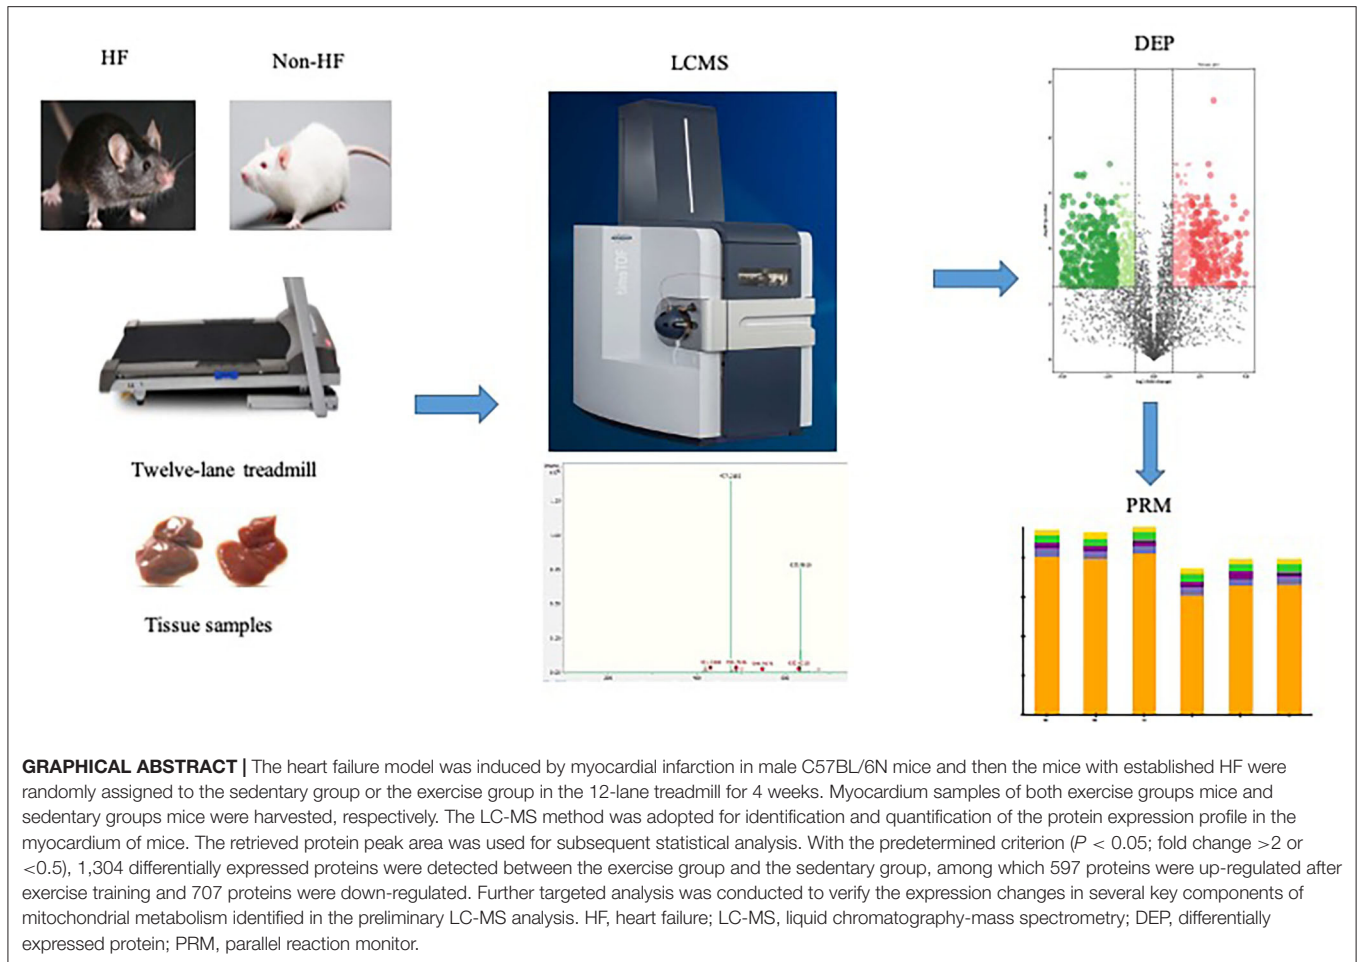 HF
Non-HF
LCMS
DEP
Twelve-lane treadmill
Tissue samples
PRM
GRAPHICAL ABSTRACT | The heart failure model was induced by myocardial infarction in male C57BL/6N mice and then the mice with established HF were
randomly assigned to the sedentary group or the exercise group in the 12-lane treadmill for 4 weeks. Myocardium samples of both exercise groups mice and
sedentary groups mice were harvested, respectively. The LC-MS method was adopted for identification and quantification of the protein expression profile in the
myocardium of mice. The retrieved protein peak area was used for subsequent statistical analysis. With the predetermined criterion (P < 0.05; fold change >2 or
<0.5), 1,304 differentially expressed proteins were detected between the exercise group and the sedentary group, among which 597 proteins were up-regulated after
exercise training and 707 proteins were down-regulated. Further targeted analysis was conducted to verify the expression changes in several key components of
mitochondrial metabolism identified in the preliminary LC-MS analysis. HF, heart failure; LC-MS, liquid chromatography-mass spectrometry; DEP, differentially
expressed protein; PRM, parallel reaction monitor.